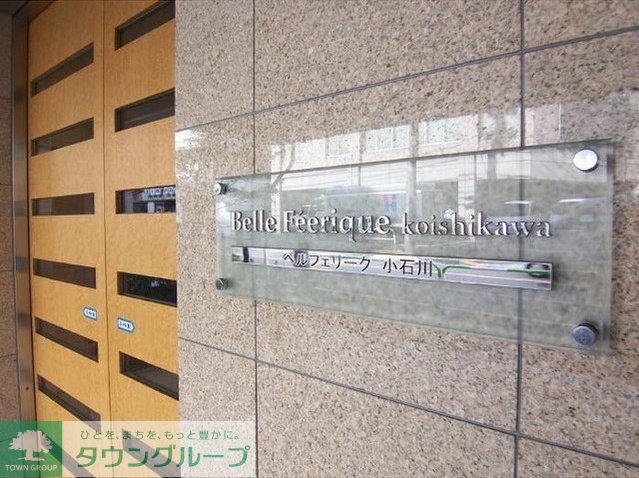 Belle Féerique koishikawa
ベルフェリーク 小石川
ひとを、まちを、もっと豊かに。
タウングループ
TOWN GROUP